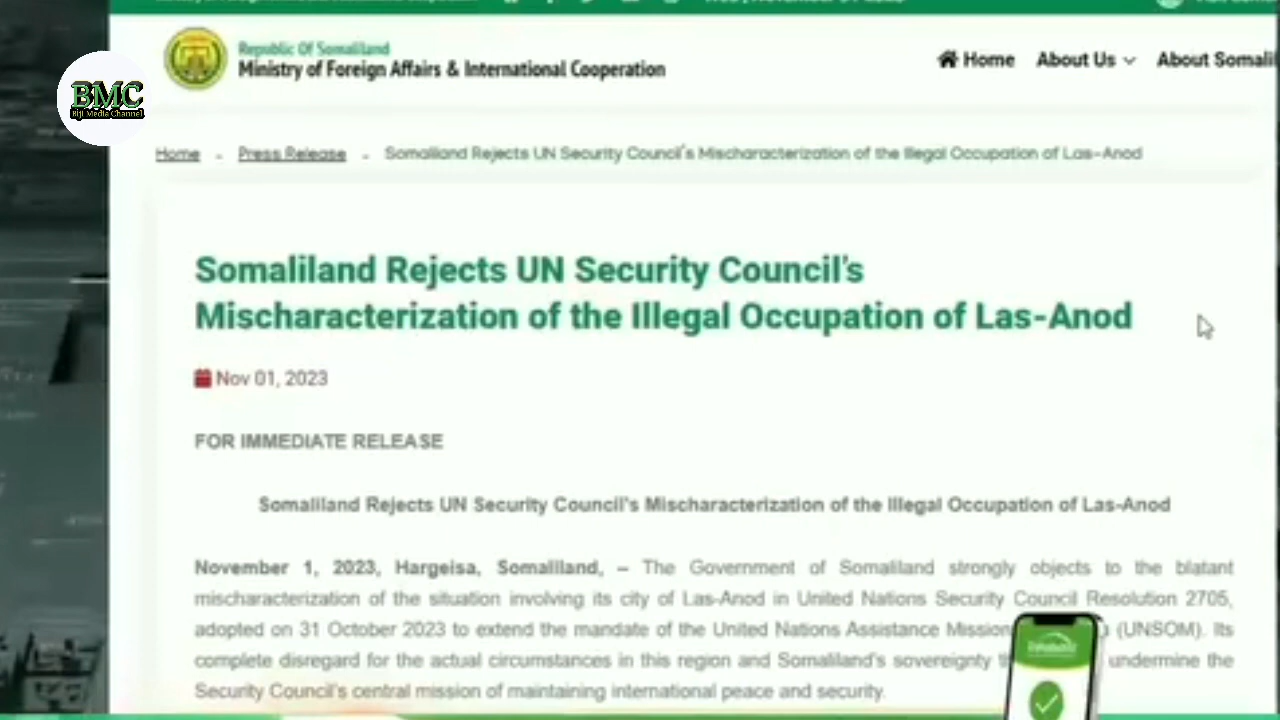 Republic Of Somaliland
Ministry of Foreign Affairs & International Cooperation
Home
About Us
About Somali
BMC
Biji Media Channel
Home - Press Release - Somaliland Rejects UN Security Council's Mischaracterization of the Illegal Occupation of Las-Anod
Somaliland Rejects UN Security Council's
Mischaracterization of the Illegal Occupation of Las-Anod
Nov 01, 2023
FOR IMMEDIATE RELEASE
Somaliland Rejects UN Security Council's Mischaracterization of the Illegal Occupation of Las-Anod
November 1, 2023, Hargeisa, Somaliland, – The Government of Somaliland strongly objects to the blatant
mischaracterization of the situation involving its city of Las-Anod in United Nations Security Council Resolution 2705,
adopted on 31 October 2023 to extend the mandate of the United Nations Assistance Mission (UNSOM). Its
complete disregard for the actual circumstances in this region and Somaliland's sovereignty undermine the
Security Council's central mission of maintaining international peace and security.